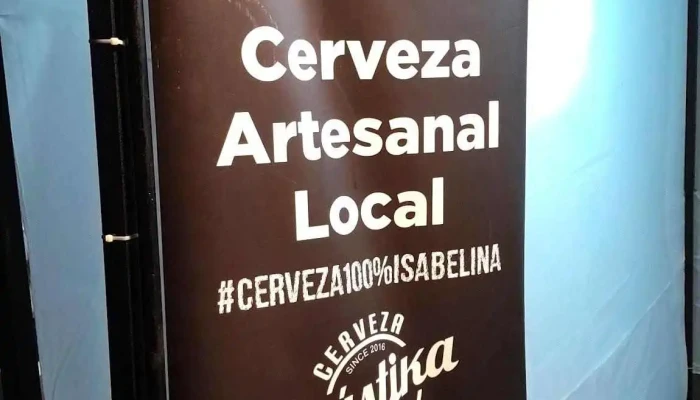 Cerveza
Artesanal
Local
#CERVEZA100%ISABELINA
CERVEZA
SINCE 2016